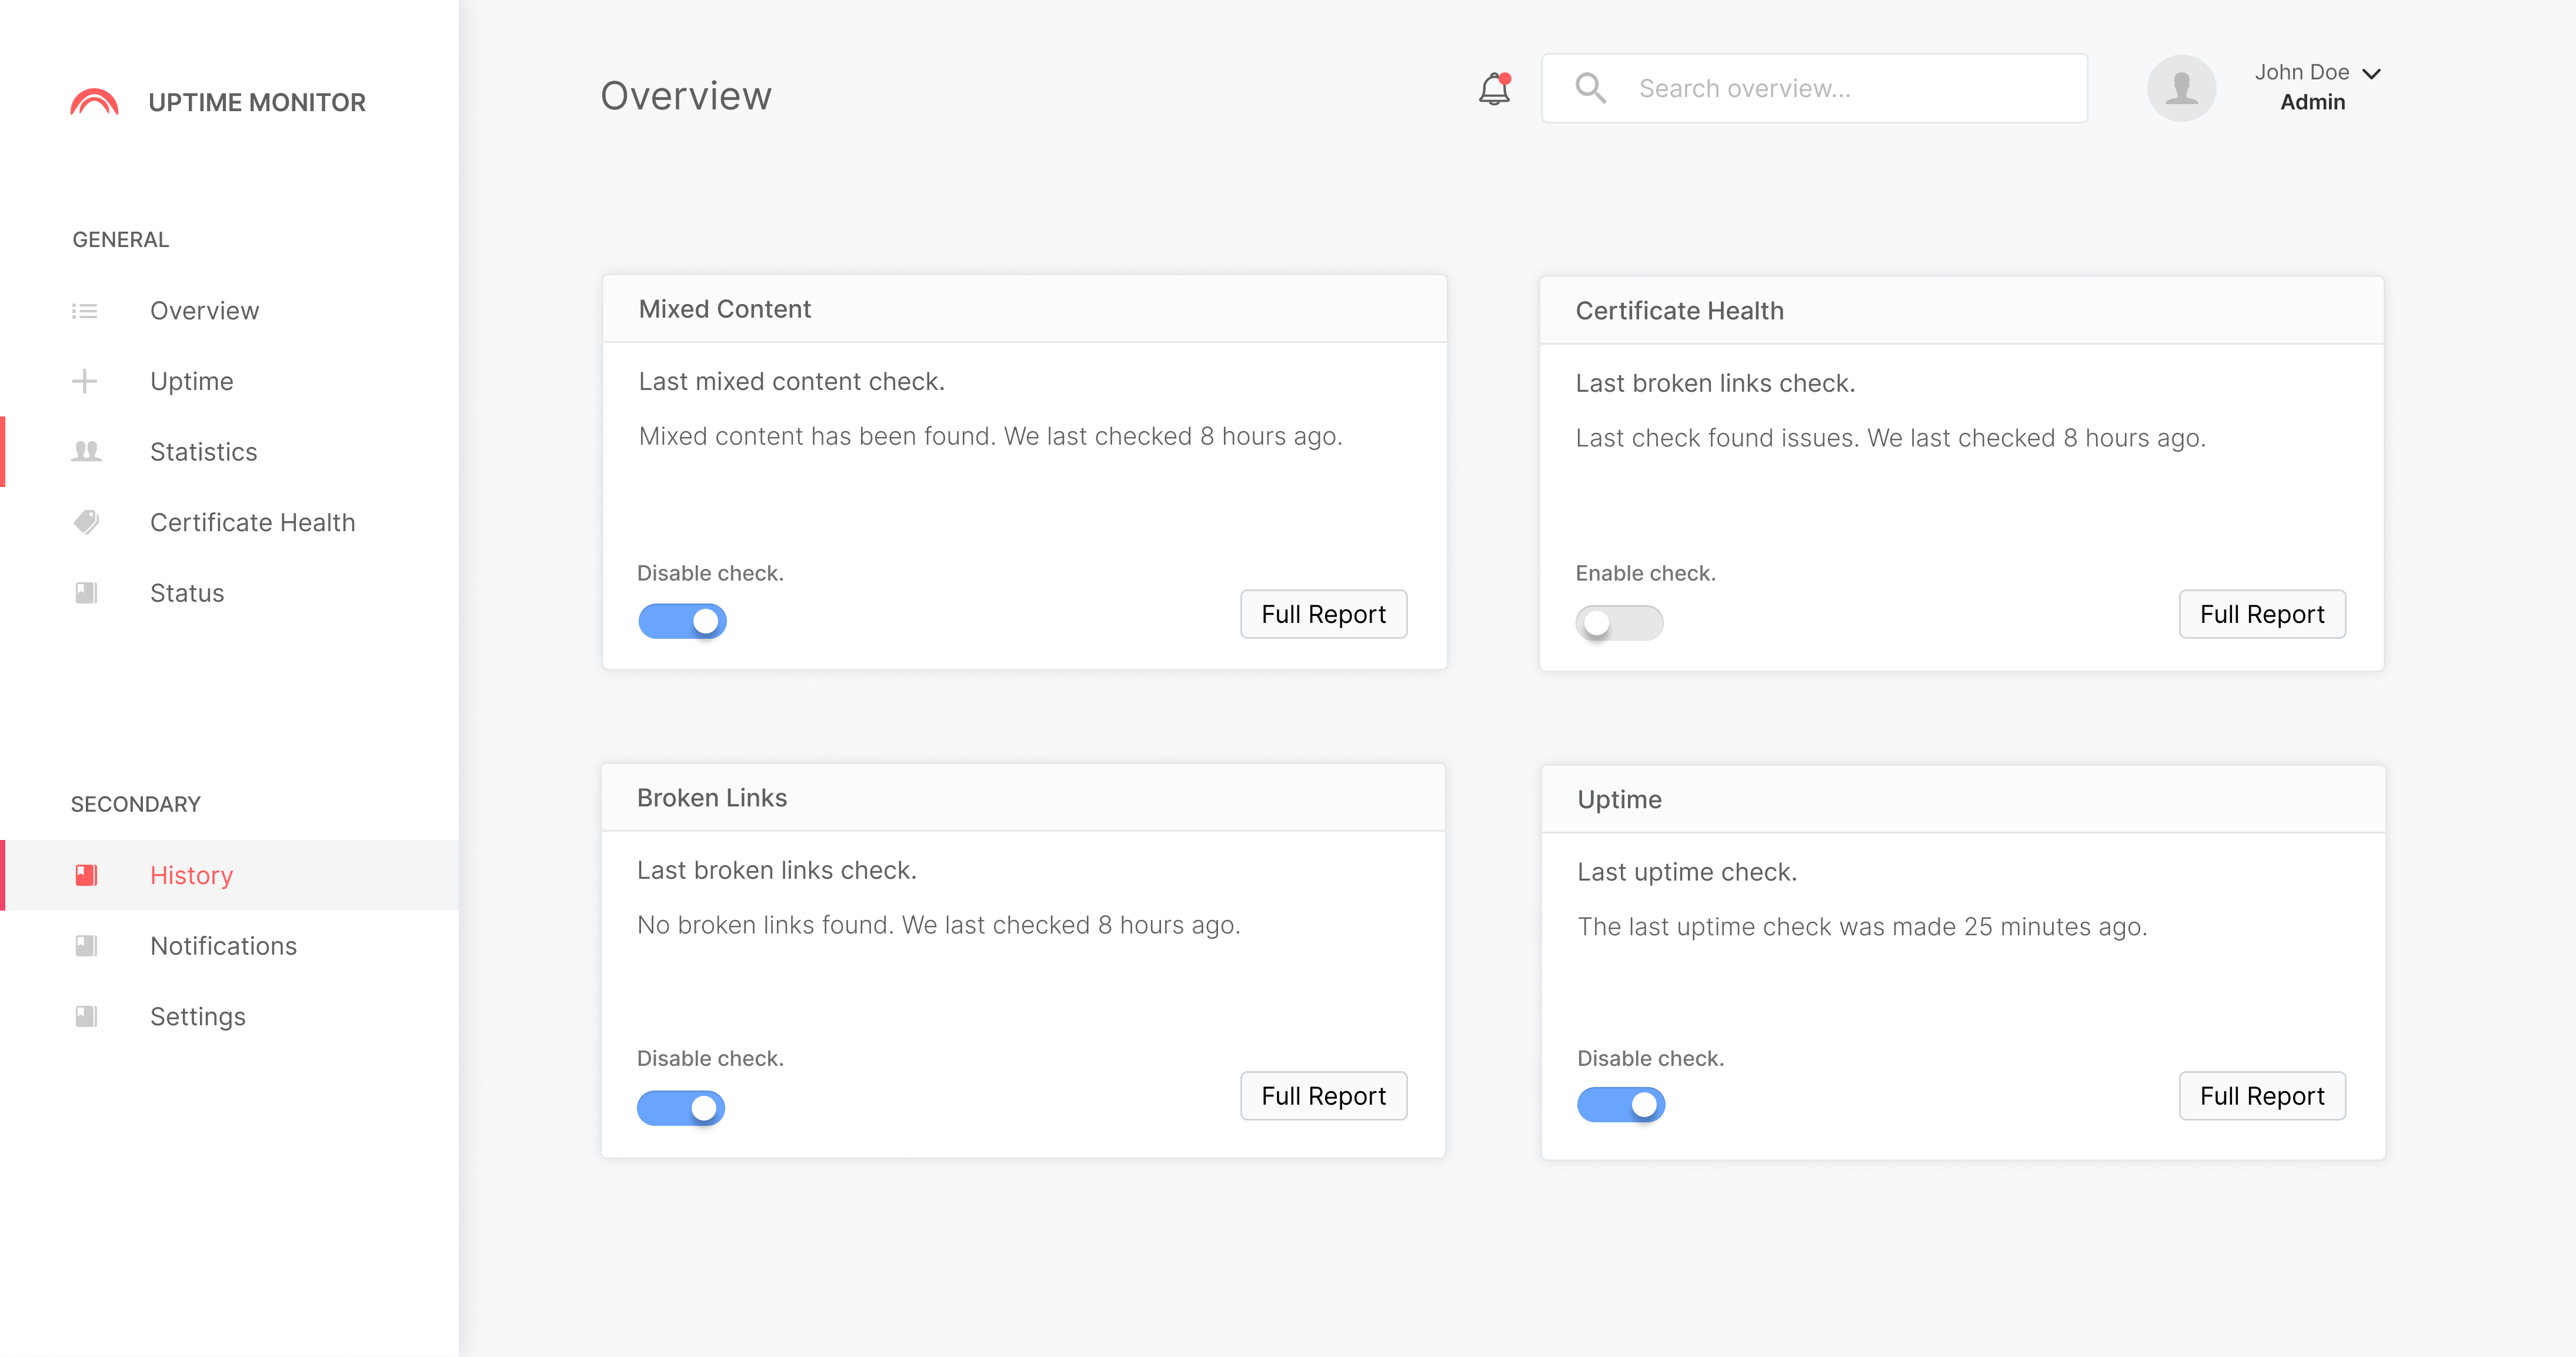 UPTIME MONITOR
GENERAL
Overview
Uptime
Statistics
Certificate Health
Status
SECONDARY
History
Notifications
Settings
Overview
Search overview...
John Doe
Admin
Mixed Content
Last mixed content check.
Mixed content has been found. We last checked 8 hours ago.
Disable check.
Full Report
Certificate Health
Last broken links check.
Last check found issues. We last checked 8 hours ago.
Enable check.
Full Report
Broken Links
Last broken links check.
No broken links found. We last checked 8 hours ago.
Disable check.
Full Report
Uptime
Last uptime check.
The last uptime check was made 25 minutes ago.
Disable check.
Full Report